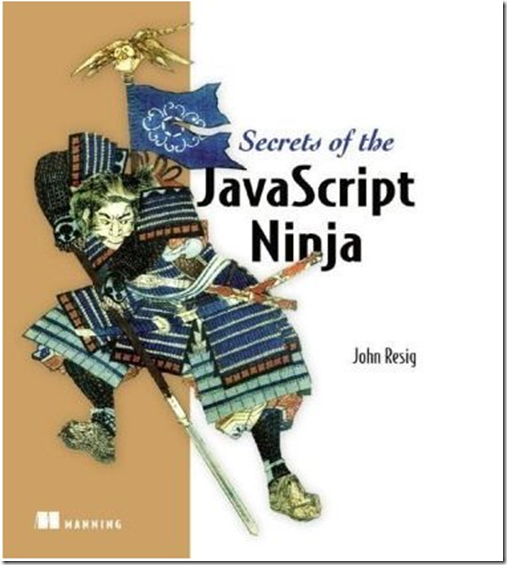 Secrets of the
JavaScript
Ninja
John Resig
MANNING